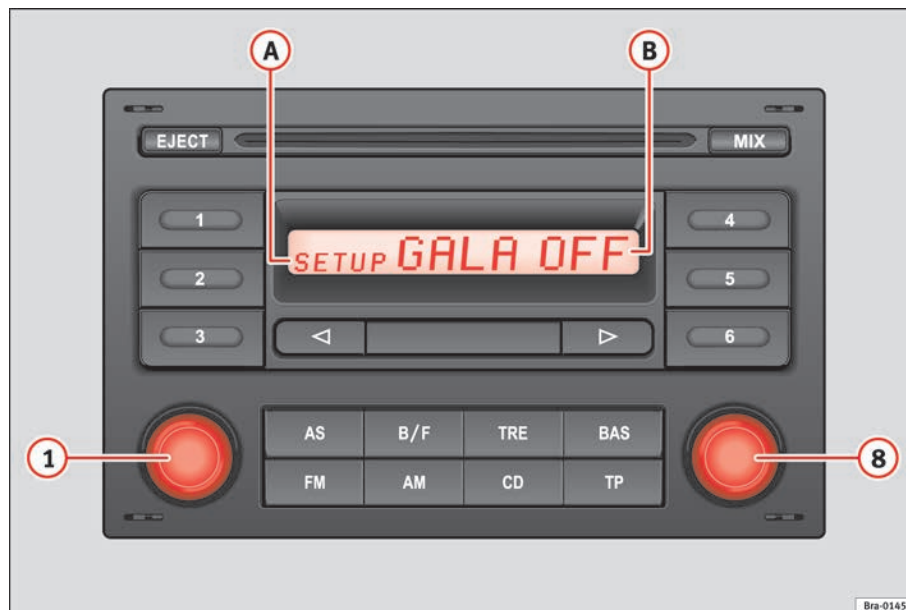 A B
EJECT MIX
1 4
SETUP GALA OFF
2 5
3 6
AS B/F TRE BAS
1 8
FM AM CD TP
Bra-0145